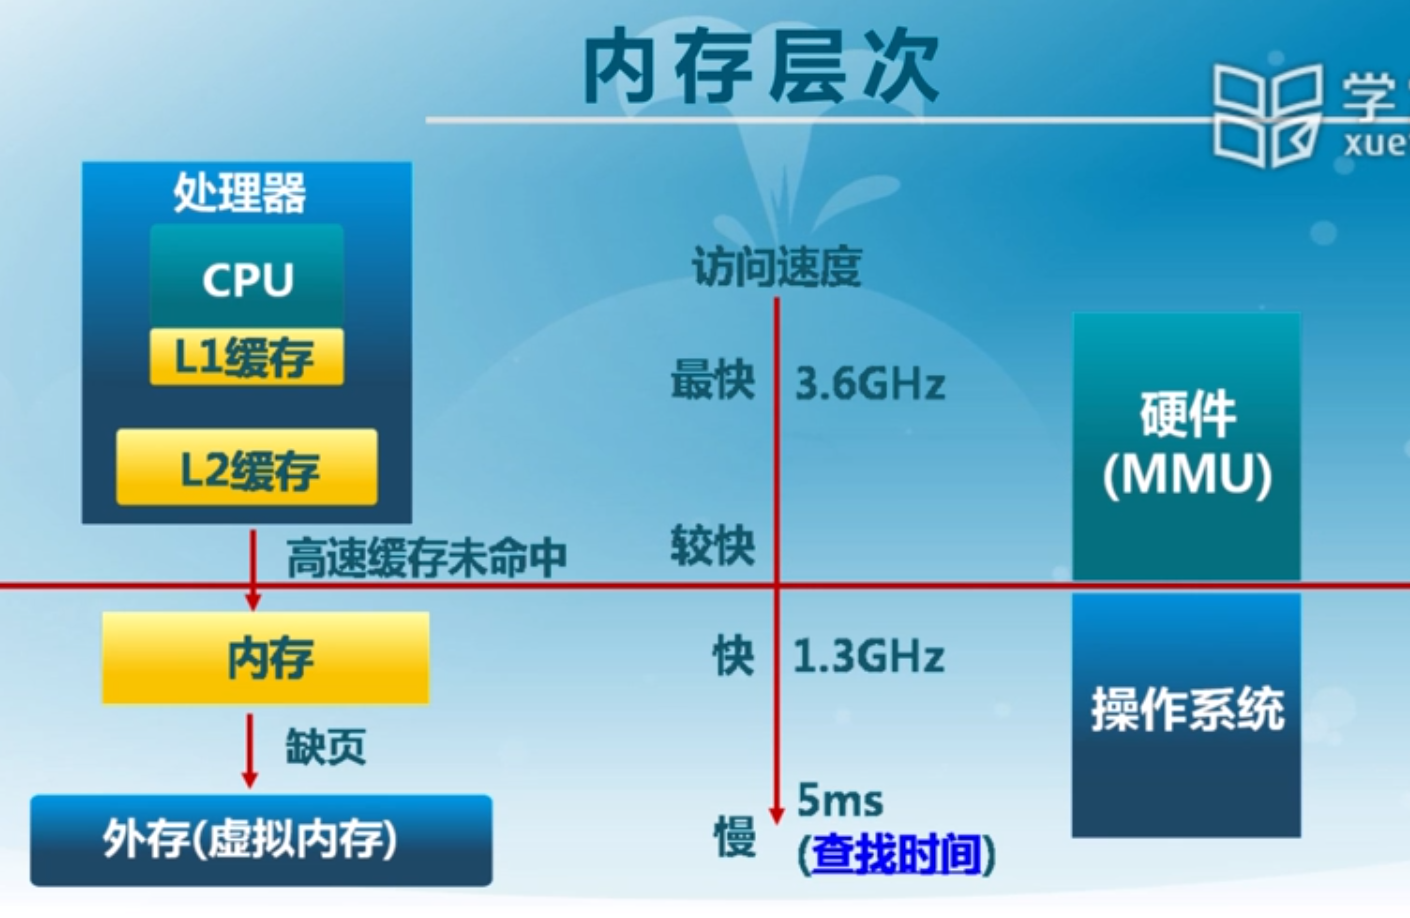 内存层次
学
xue
处理器
CPU
L1缓存
L2缓存
高速缓存未命中
内存
缺页
外存(虚拟内存)
访问速度
最快 3.6GHz
较快
快 1.3GHz
慢 5ms
(查找时间)
硬件
(MMU)
操作系统